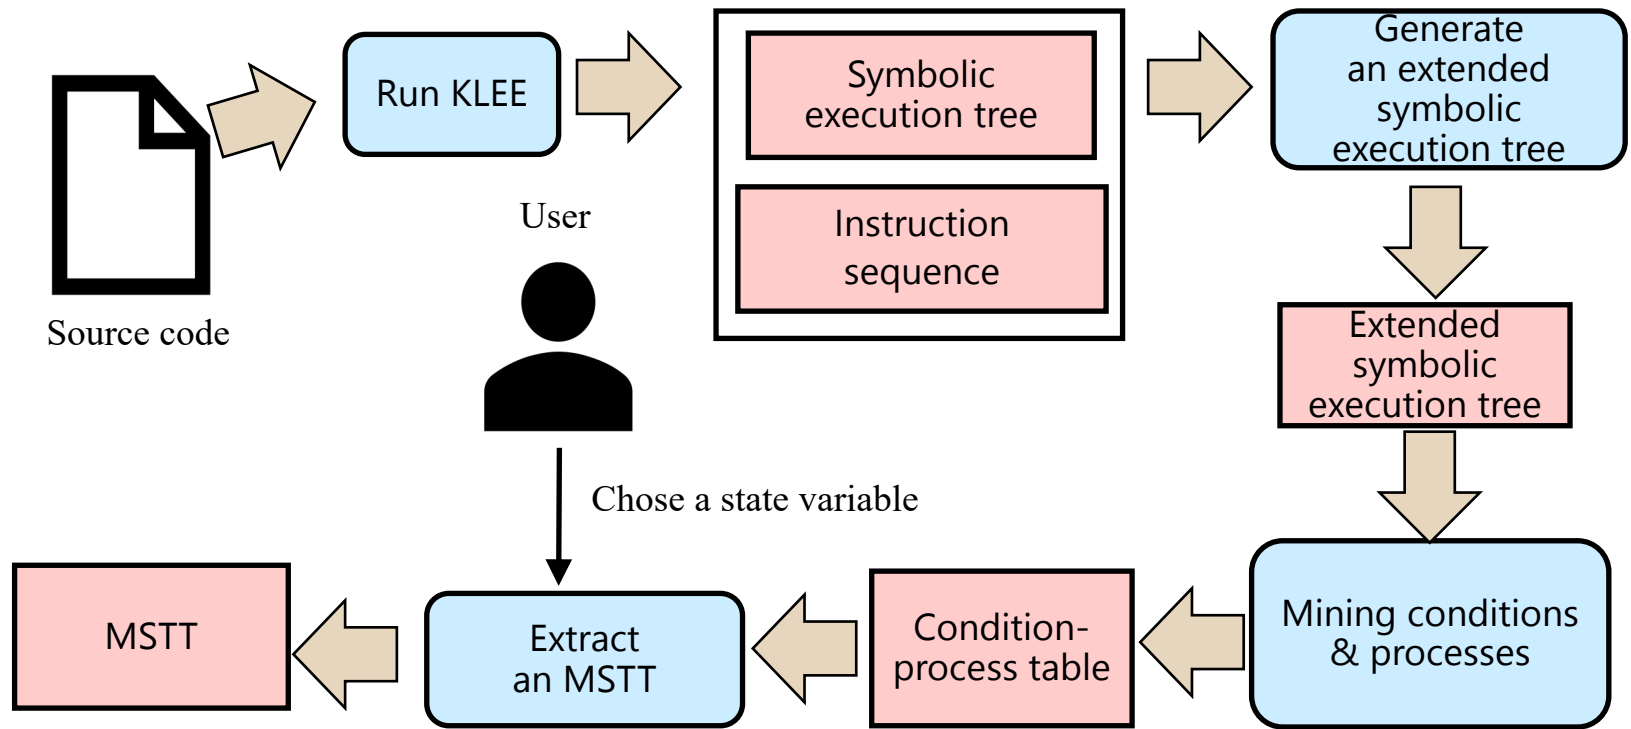 Source code
Run KLEE
Symbolic
execution tree
Instruction
sequence
Generate
an extended
symbolic
execution tree
Extended
symbolic
execution tree
Mining conditions
& processes
Condition-
process table
User
Chose a state variable
Extract
an MSTT
MSTT